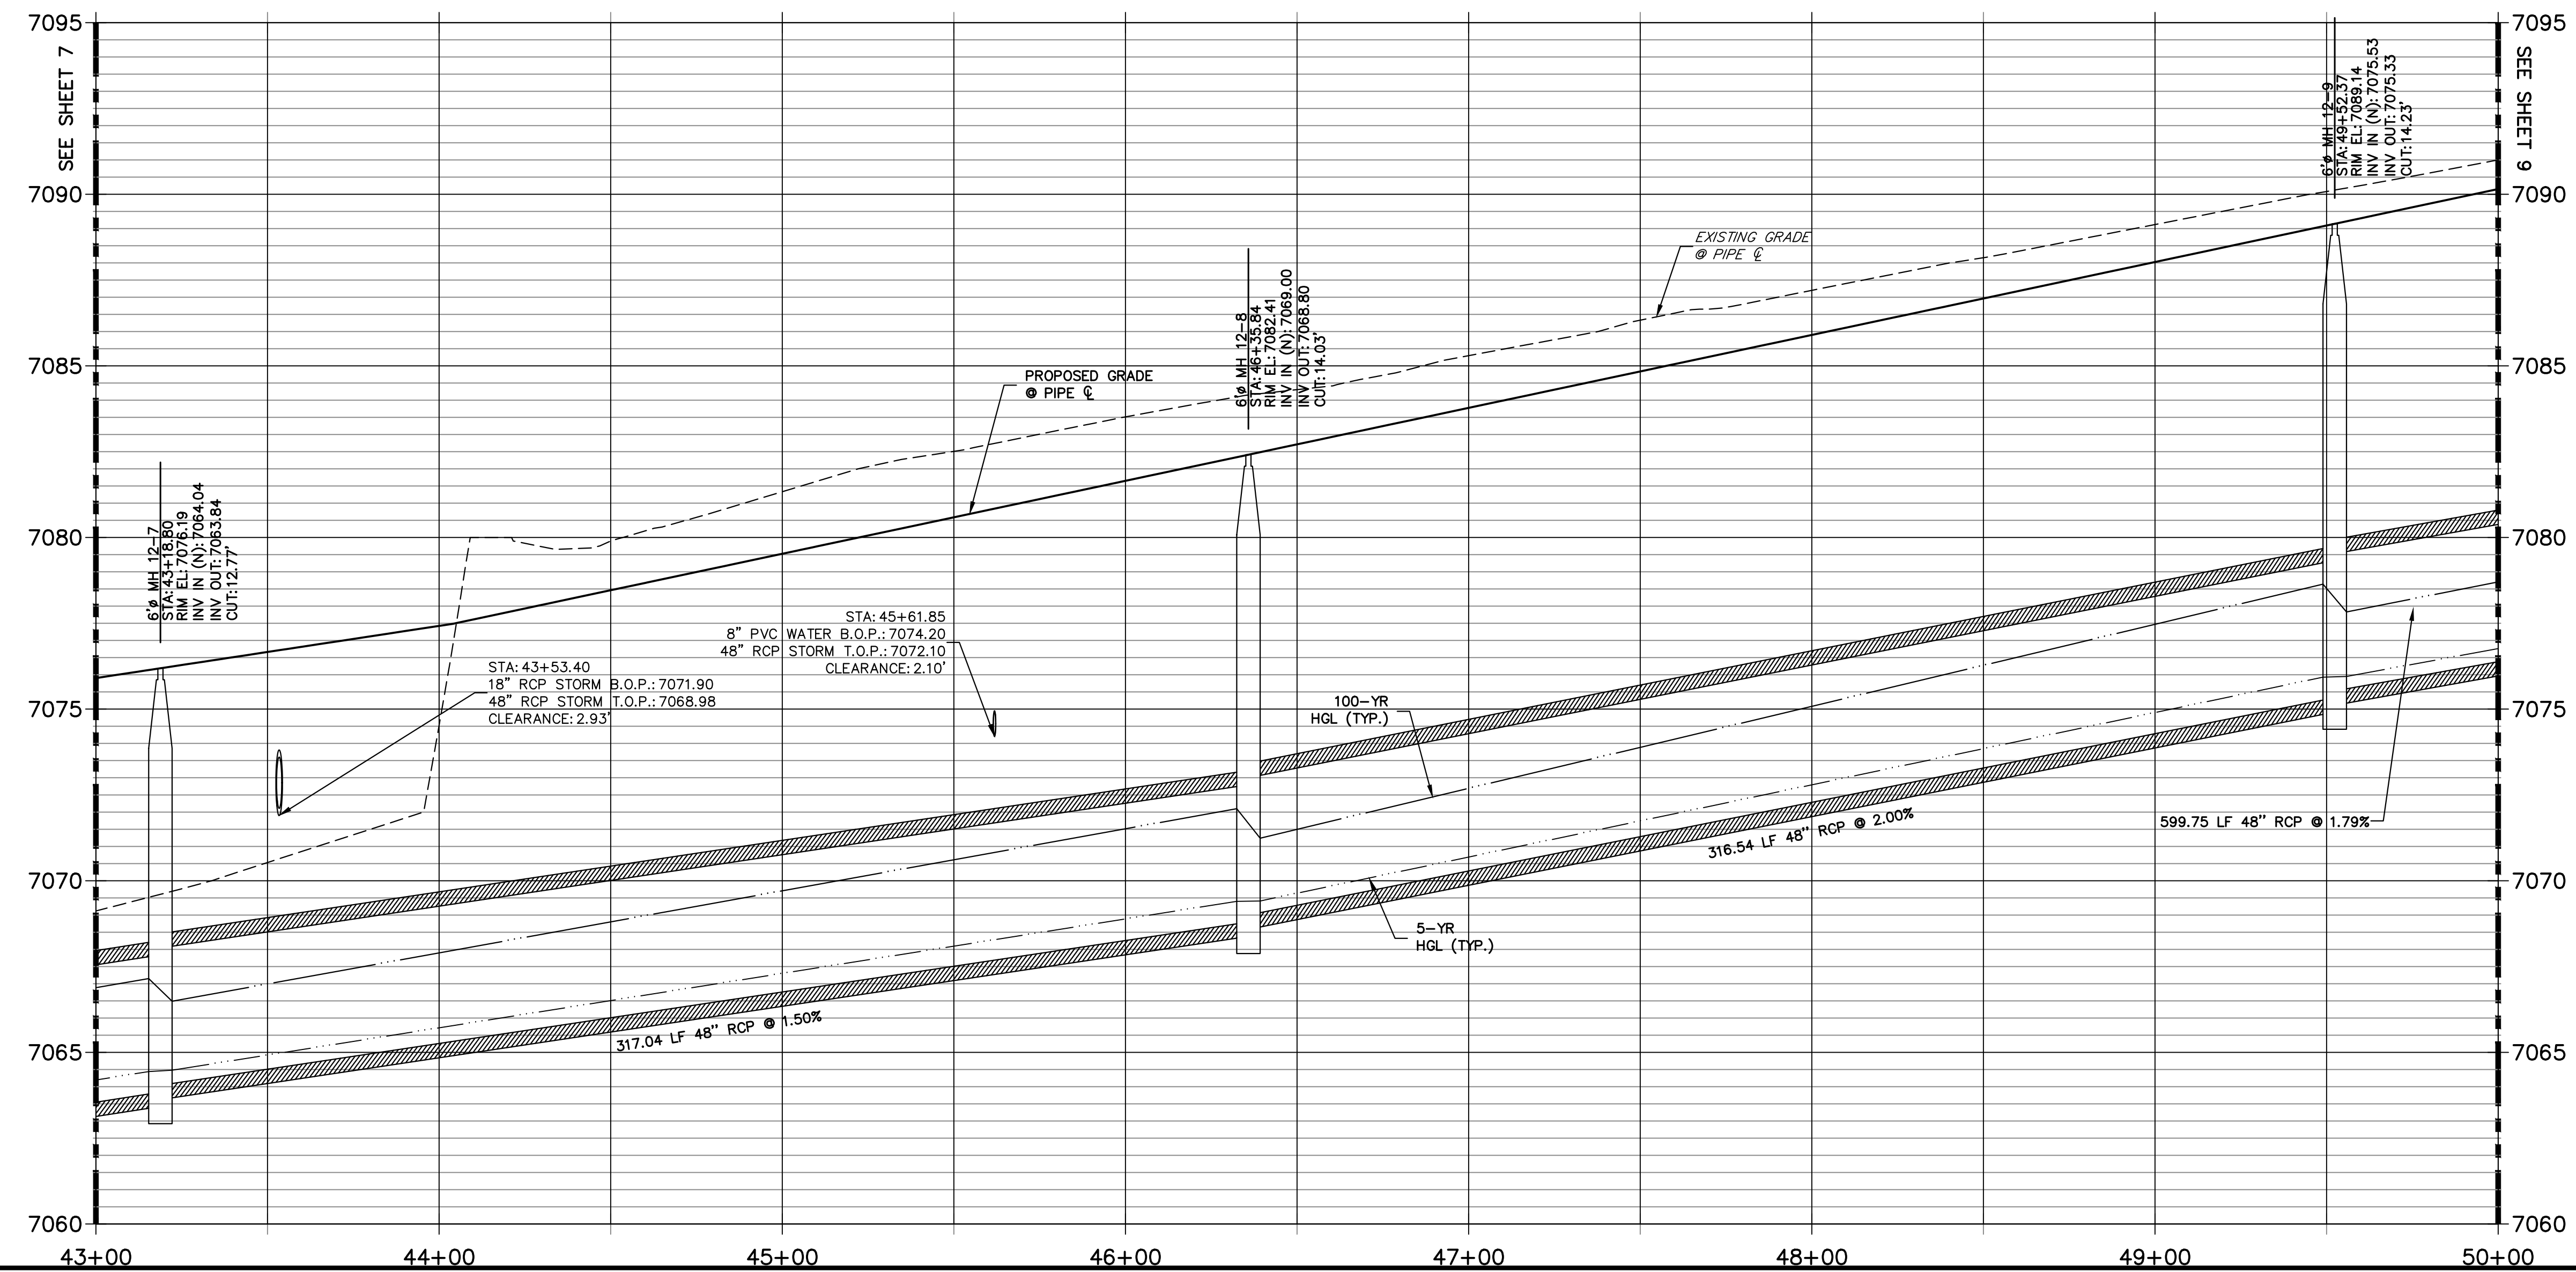 7095
7090
7085
7080
7075
7070
7065
7060
SEE SHEET 7
6'ø MH 12-7
STA: 43+18.80
RIM EL: 7076.19
INV IN (N): 7064.04
INV OUT: 7063.84
CUT: 12.77'
STA: 43+53.40
18" RCP STORM B.O.P.: 7071.90
48" RCP STORM T.O.P.: 7068.98
CLEARANCE: 2.93'
STA: 45+61.85
8" PVC WATER B.O.P.: 7074.20
48" RCP STORM T.O.P.: 7072.10
CLEARANCE: 2.10'
317.04 LF 48" RCP @ 1.50%
PROPOSED GRADE
@ PIPE ℄
6'ø MH 12-8
STA: 46+35.84
RIM EL: 7082.41
INV IN (N): 7069.00
INV OUT: 7068.80
CUT: 14.03'
100-YR
HGL (TYP.)
5-YR
HGL (TYP.)
EXISTING GRADE
@ PIPE ℄
316.54 LF 48" RCP @ 2.00%
6'ø MH 12-9
STA: 49+52.37
RIM EL: 7089.14
INV IN (N): 7075.53
INV OUT: 7075.33
CUT: 14.23'
599.75 LF 48" RCP @ 1.79%
7095
7090
7085
7080
7075
7070
7065
7060
SEE SHEET 9
43+00
44+00
45+00
46+00
47+00
48+00
49+00
50+00